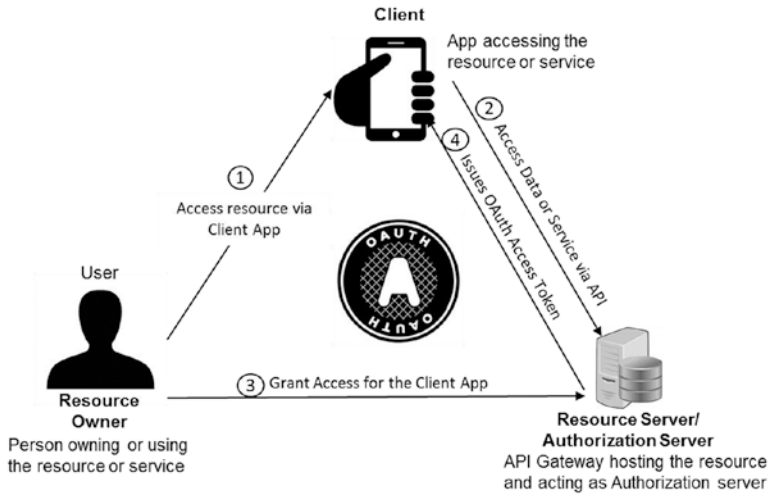 Client
App accessing the
resource or service
1
Access resource via
Client App
2
Access Data or Service via API
4
Issues OAuth Access Token
OAUTH
A
OAUTH
User
Resource
Owner
Person owning or using
the resource or service
3
Grant Access for the Client App
Resource Server/
Authorization Server
API Gateway hosting the resource
and acting as Authorization server